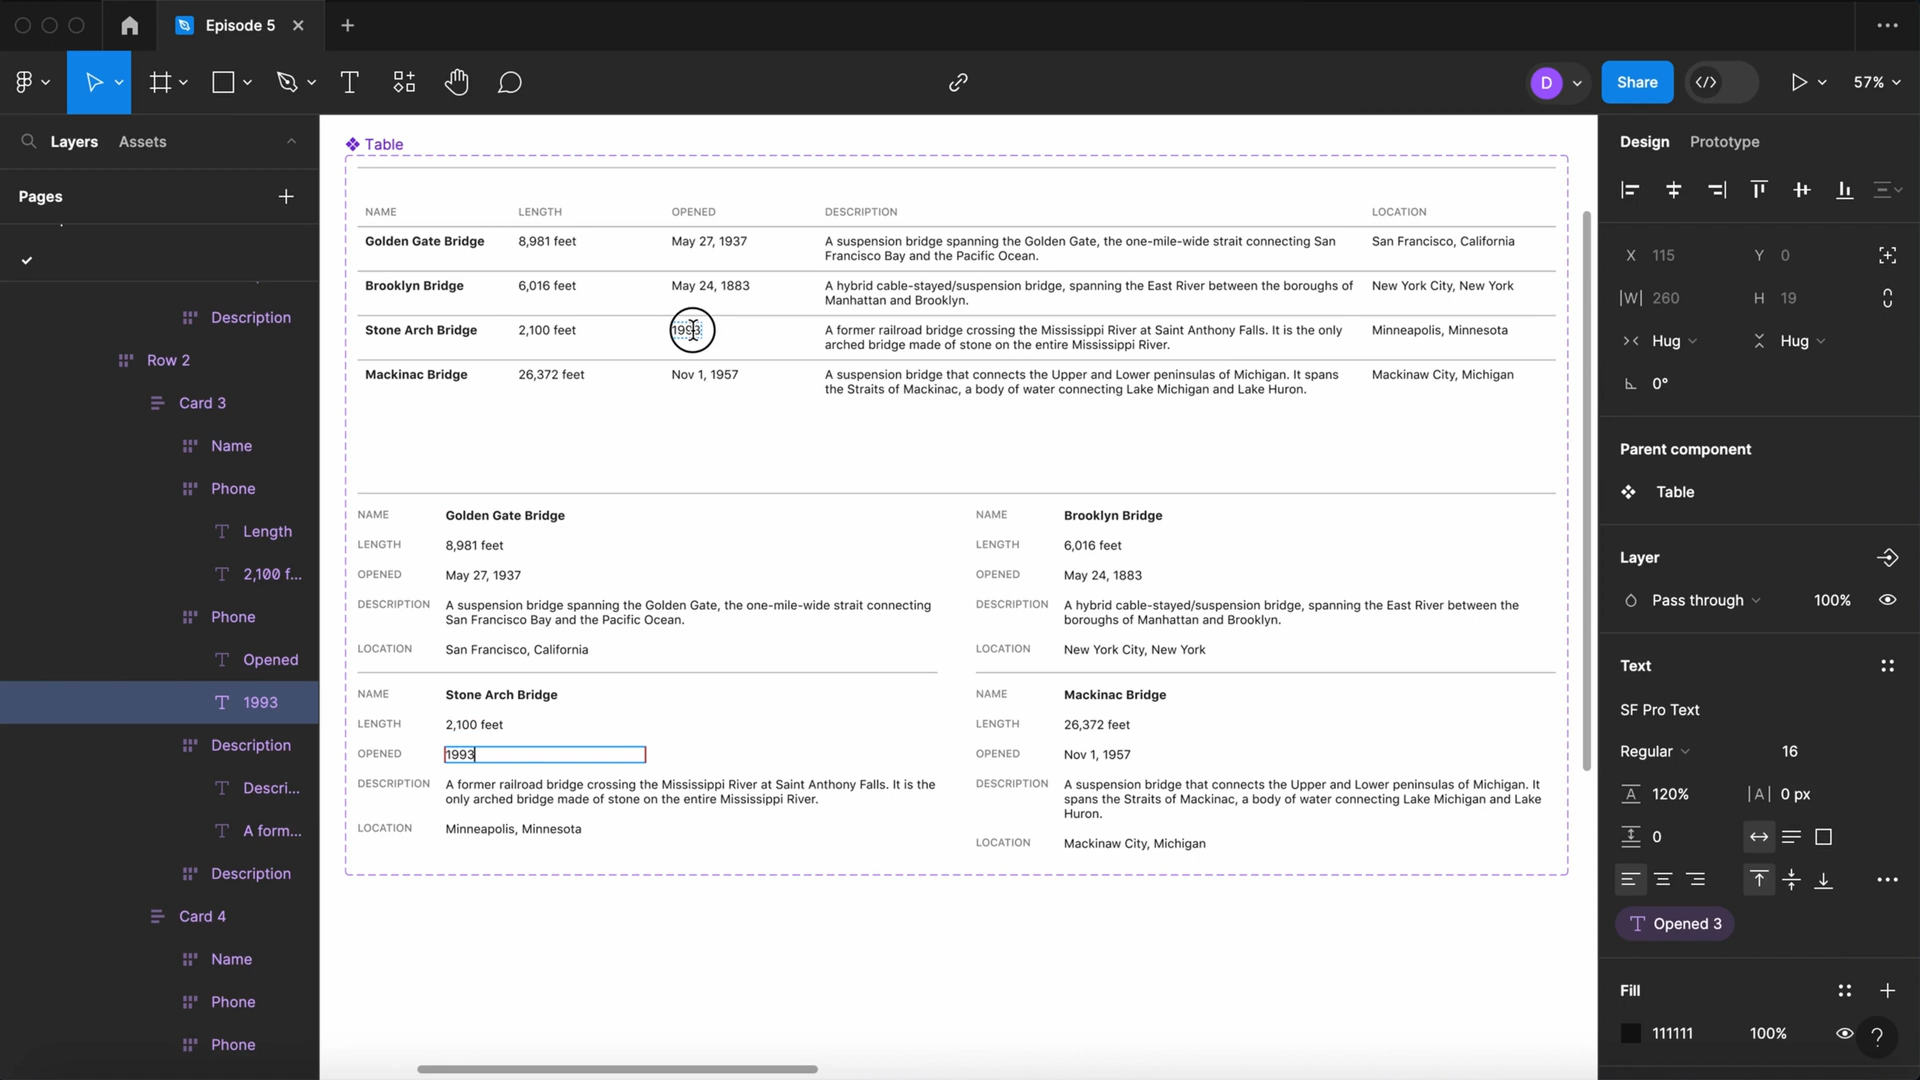 Episode 5
D
Share
57%
Layers
Assets
Pages
Description
Row 2
Card 3
Name
Phone
Length
2,100 f...
Phone
Opened
1993
Description
Descri...
A form...
Description
Card 4
Name
Phone
Phone
Table
NAME LENGTH OPENED DESCRIPTION LOCATION
Golden Gate Bridge 8,981 feet May 27, 1937 A suspension bridge spanning the Golden Gate, the one-mile-wide strait connecting San San Francisco, California
Francisco Bay and the Pacific Ocean.
Brooklyn Bridge 6,016 feet May 24, 1883 A hybrid cable-stayed/suspension bridge, spanning the East River between the boroughs of New York City, New York
Manhattan and Brooklyn.
Stone Arch Bridge 2,100 feet 1993 A former railroad bridge crossing the Mississippi River at Saint Anthony Falls. It is the only Minneapolis, Minnesota
arched bridge made of stone on the entire Mississippi River.
Mackinac Bridge 26,372 feet Nov 1, 1957 A suspension bridge that connects the Upper and Lower peninsulas of Michigan. It spans Mackinaw City, Michigan
the Straits of Mackinac, a body of water connecting Lake Michigan and Lake Huron.
NAME Golden Gate Bridge
LENGTH 8,981 feet
OPENED May 27, 1937
DESCRIPTION A suspension bridge spanning the Golden Gate, the one-mile-wide strait connecting
San Francisco Bay and the Pacific Ocean.
LOCATION San Francisco, California
NAME Brooklyn Bridge
LENGTH 6,016 feet
OPENED May 24, 1883
DESCRIPTION A hybrid cable-stayed/suspension bridge, spanning the East River between the
boroughs of Manhattan and Brooklyn.
LOCATION New York City, New York
NAME Stone Arch Bridge
LENGTH 2,100 feet
OPENED 1993
DESCRIPTION A former railroad bridge crossing the Mississippi River at Saint Anthony Falls. It is the
only arched bridge made of stone on the entire Mississippi River.
LOCATION Minneapolis, Minnesota
NAME Mackinac Bridge
LENGTH 26,372 feet
OPENED Nov 1, 1957
DESCRIPTION A suspension bridge that connects the Upper and Lower peninsulas of Michigan. It
spans the Straits of Mackinac, a body of water connecting Lake Michigan and Lake
Huron.
LOCATION Mackinaw City, Michigan
Design
Prototype
X 115 Y 0
W 260 H 19
Hug Hug
0°
Parent component
Table
Layer
Pass through 100%
Text
SF Pro Text
Regular 16
A 120% |A| 0 px
0
T Opened 3
Fill
111111 100%
?